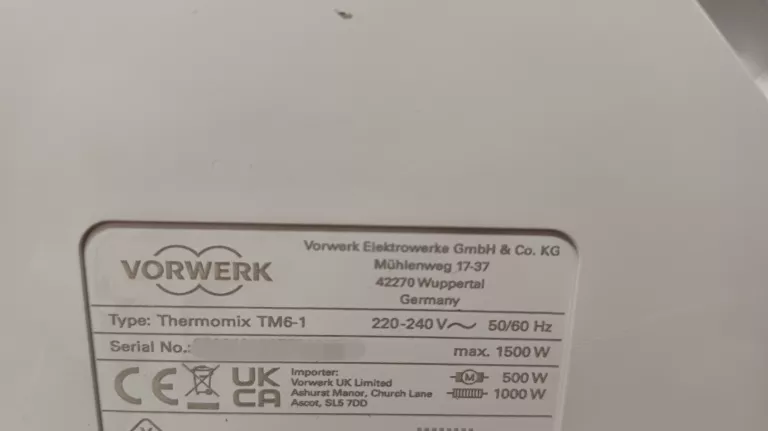 VORWERK
Vorwerk Elektrowerke GmbH & Co. KG
Mühlenweg 17-37
42270 Wuppertal
Germany
Type: Thermomix TM6-1 220-240 V 50/60 Hz
Serial No.: max. 1500 W
CE UK CA
Importer:
Vorwerk UK Limited
Ashurst Manor, Church Lane
Ascot, SL5 7DD
M 500 W
1000 W